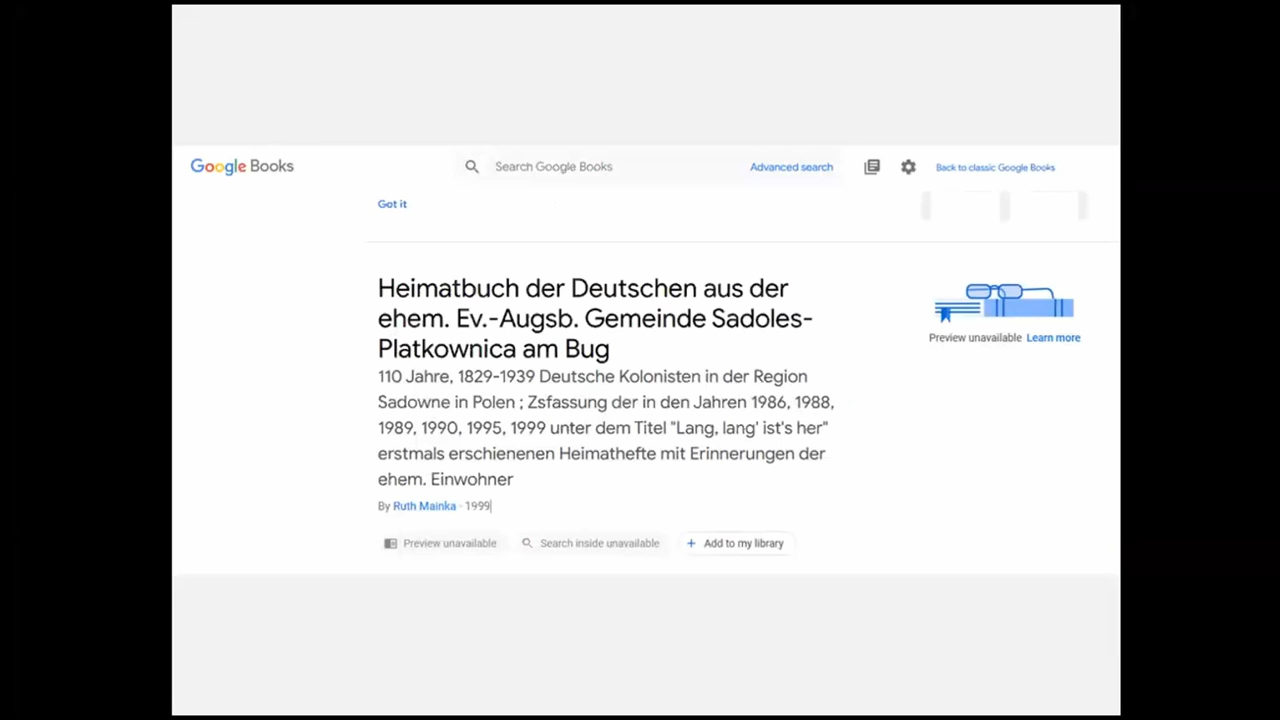 Google Books
Search Google Books
Advanced search
Back to classic Google Books
Got it
Heimatbuch der Deutschen aus der
ehem. Ev.-Augsb. Gemeinde Sadoles-
Platkownica am Bug
110 Jahre, 1829-1939 Deutsche Kolonisten in der Region
Sadowne in Polen ; Zsfassung der in den Jahren 1986, 1988,
1989, 1990, 1995, 1999 unter dem Titel "Lang, lang' ist's her"
erstmals erschienenen Heimathefte mit Erinnerungen der
ehem. Einwohner
By Ruth Mainka · 1999
Preview unavailable
Search inside unavailable
+ Add to my library
Preview unavailable Learn more